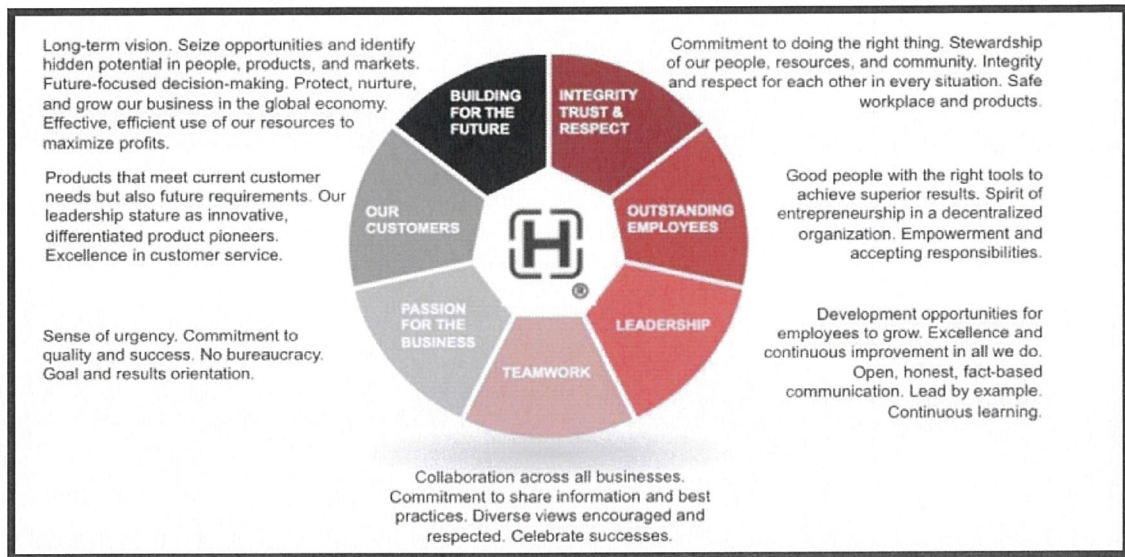 Long-term vision. Seize opportunities and identify
hidden potential in people, products, and markets.
Future-focused decision-making. Protect, nurture,
and grow our business in the global economy.
Effective, efficient use of our resources to
maximize profits.
Products that meet current customer
needs but also future requirements. Our
leadership stature as innovative,
differentiated product pioneers.
Excellence in customer service.
Sense of urgency. Commitment to
quality and success. No bureaucracy.
Goal and results orientation.
BUILDING
FOR THE
FUTURE
INTEGRITY
TRUST &
RESPECT
OUR
CUSTOMERS
OUTSTANDING
EMPLOYEES
H
®
PASSION
FOR THE
BUSINESS
LEADERSHIP
TEAMWORK
Commitment to doing the right thing. Stewardship
of our people, resources, and community. Integrity
and respect for each other in every situation. Safe
workplace and products.
Good people with the right tools to
achieve superior results. Spirit of
entrepreneurship in a decentralized
organization. Empowerment and
accepting responsibilities.
Development opportunities for
employees to grow. Excellence and
continuous improvement in all we do.
Open, honest, fact-based
communication. Lead by example.
Continuous learning.
Collaboration across all businesses.
Commitment to share information and best
practices. Diverse views encouraged and
respected. Celebrate successes.